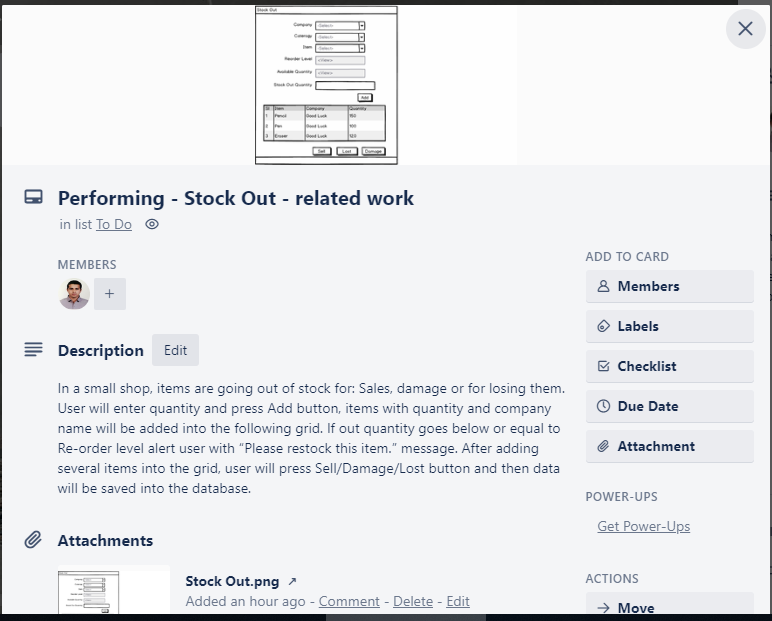 Stock Out
Company -Select-
Category -Select-
Item -Select-
Reorder Level <View>
Available Quantity <View>
Stock Out Quantity
Add
Sl Item Company Quantity
1 Pencil Good Luck 150
2 Pen Good Luck 100
3 Eraser Good Luck 120
Sell Lost Damage
Performing - Stock Out - related work
in list To Do
MEMBERS
+
Description Edit
In a small shop, items are going out of stock for: Sales, damage or for losing them.
User will enter quantity and press Add button, items with quantity and company
name will be added into the following grid. If out quantity goes below or equal to
Re-order level alert user with “Please restock this item.” message. After adding
several items into the grid, user will press Sell/Damage/Lost button and then data
will be saved into the database.
Attachments
Stock Out.png ↗
Added an hour ago - Comment - Delete - Edit
ADD TO CARD
Members
Labels
Checklist
Due Date
Attachment
POWER-UPS
Get Power-Ups
ACTIONS
Move